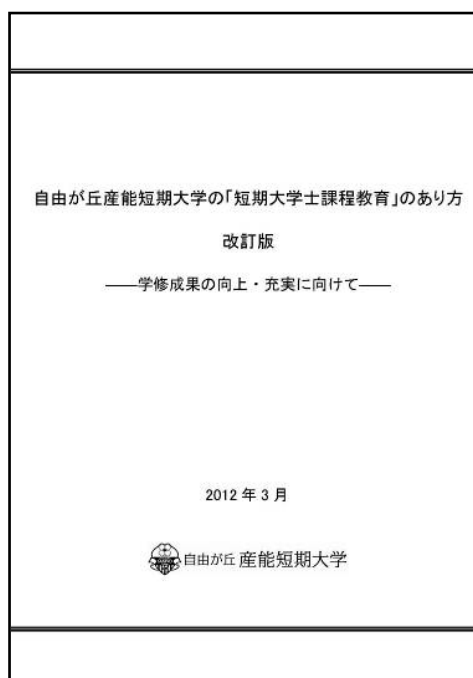 自由が丘産能短期大学の「短期大学士課程教育」のあり方
改訂版
――学修成果の向上・充実に向けて――
2012 年 3 月
自由が丘 産能短期大学